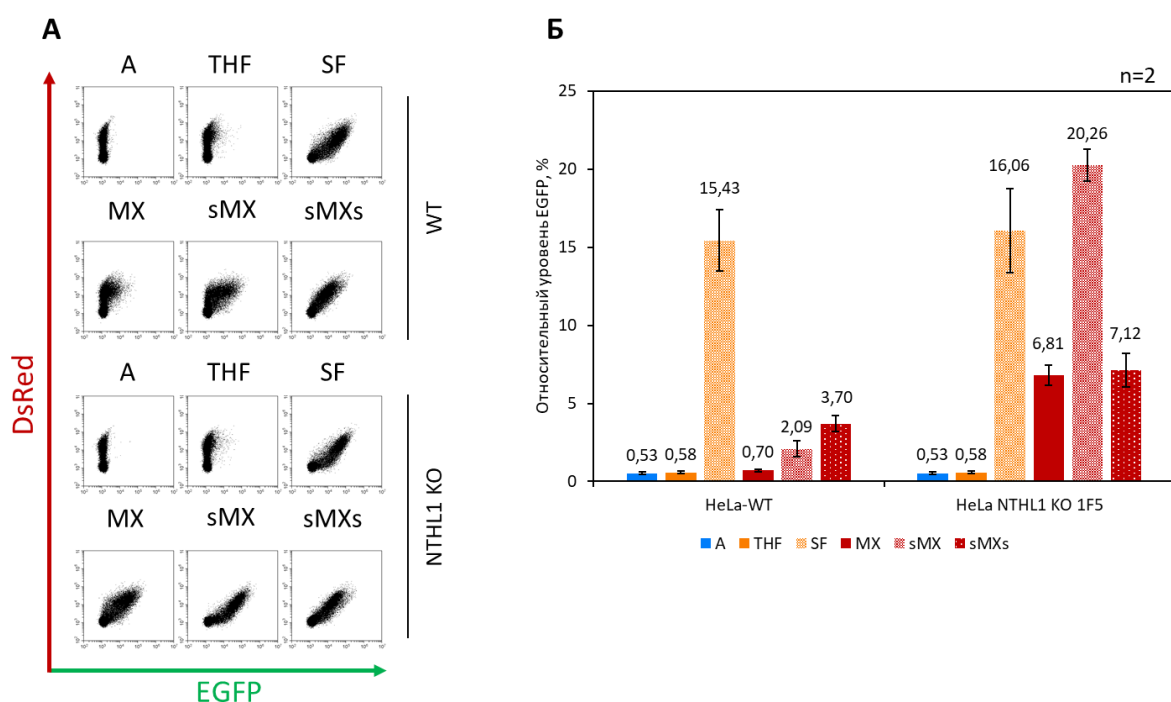 А
A THF SF
MX sMX sMXs
WT
A THF SF
MX sMX sMXs
NTHL1 KO
DsRed
EGFP
Б
n=2
Относительный уровень EGFP, %
25
20
15
10
5
0
0,53 0,58 15,43 0,70 2,09 3,70
0,53 0,58 16,06 6,81 20,26 7,12
HeLa-WT HeLa NTHL1 KO 1F5
A THF SF MX sMX sMXs